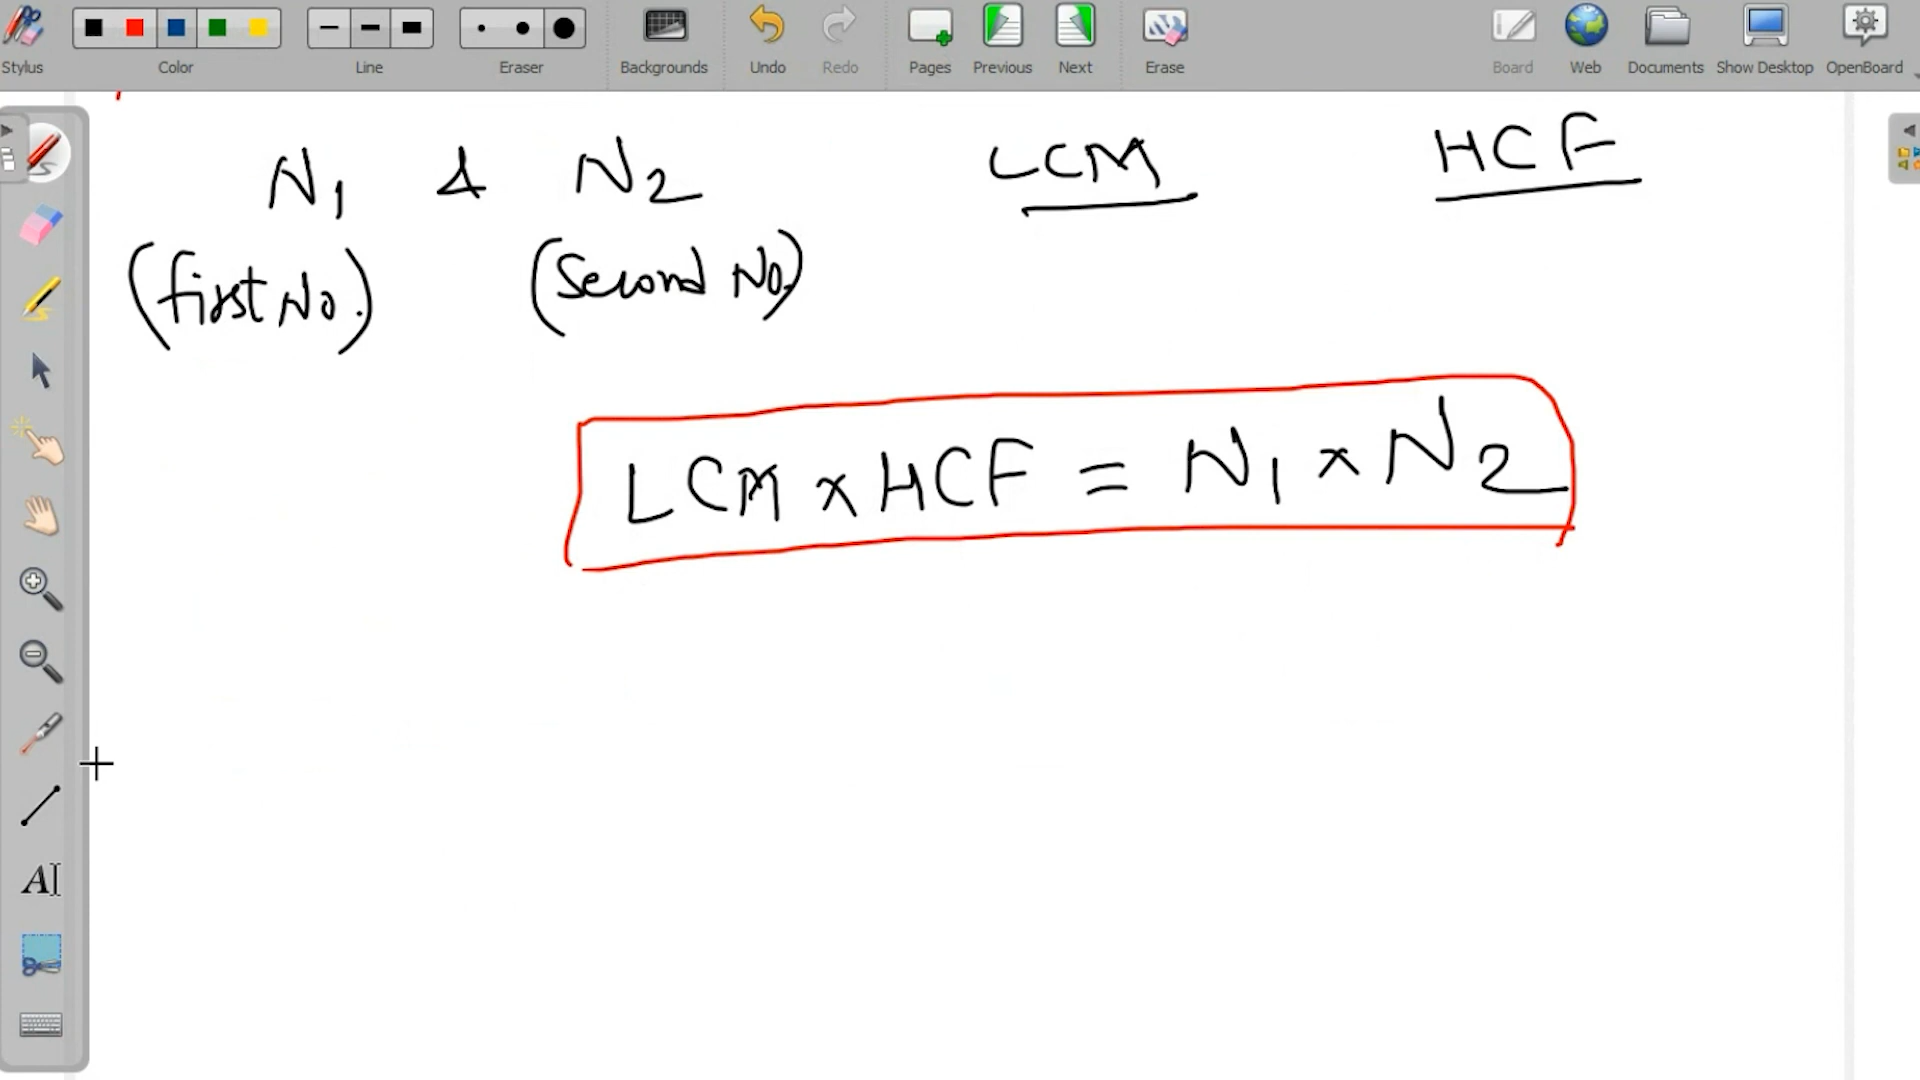 Stylus Color Line Eraser Backgrounds Undo Redo Pages Previous Next Erase Board Web Documents Show Desktop OpenBoard
N₁ & N₂ LCM HCF
(first No.) (Second No.)
LCM x HCF = N₁ x N₂
AI